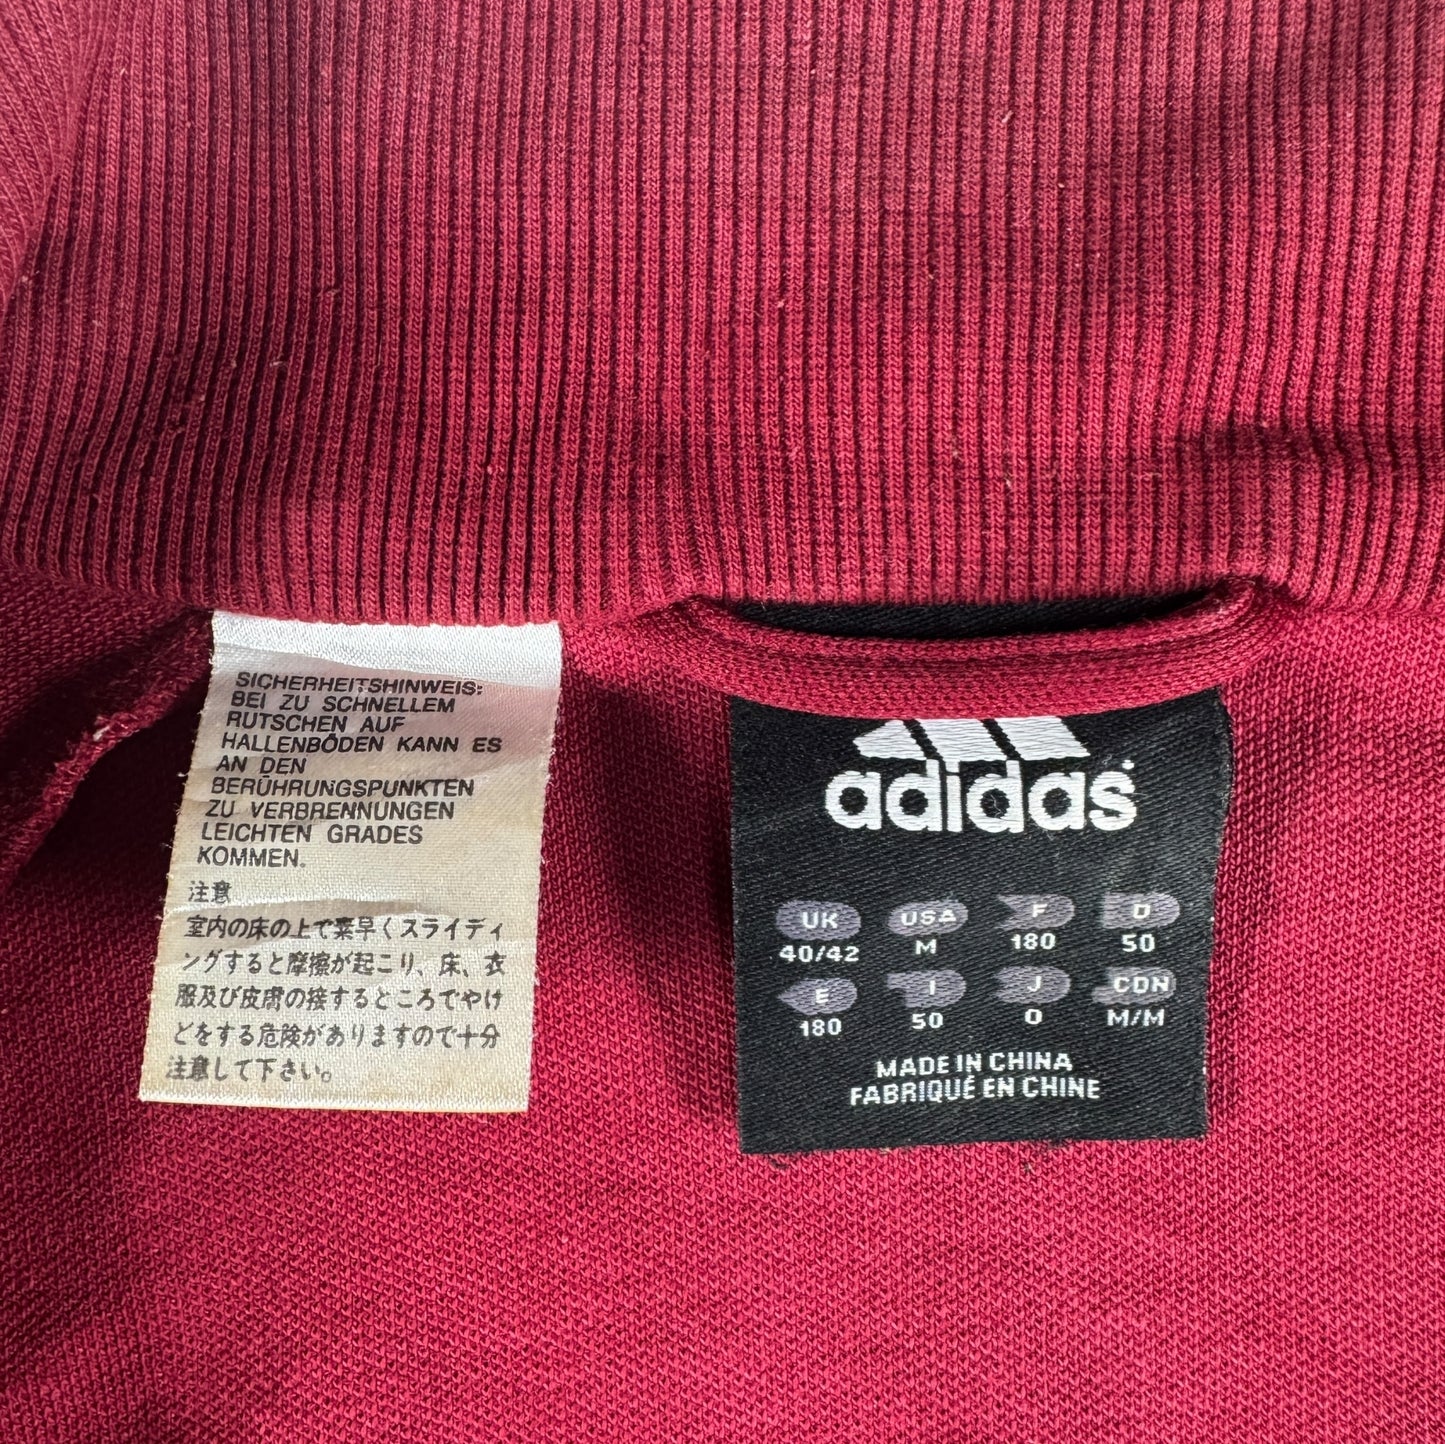 SICHERHEITSHINWEIS:
BEI ZU SCHNELLEM
RUTSCHEN AUF
HALLENBÖDEN KANN ES
AN DEN
BERÜHRUNGSPUNKTEN
ZU VERBRENNUNGEN
LEICHTEN GRADES
KOMMEN.
注意
室内の床の上で素早くスライディ
ングすると摩擦が起こり、床、衣
服及び皮膚の接するところでやけ
どをする危険がありますので十分
注意して下さい。
adidas
UK USA F D
40/42 M 180 50
E I J CDN
180 50 O M/M
MADE IN CHINA
FABRIQUÉ EN CHINE